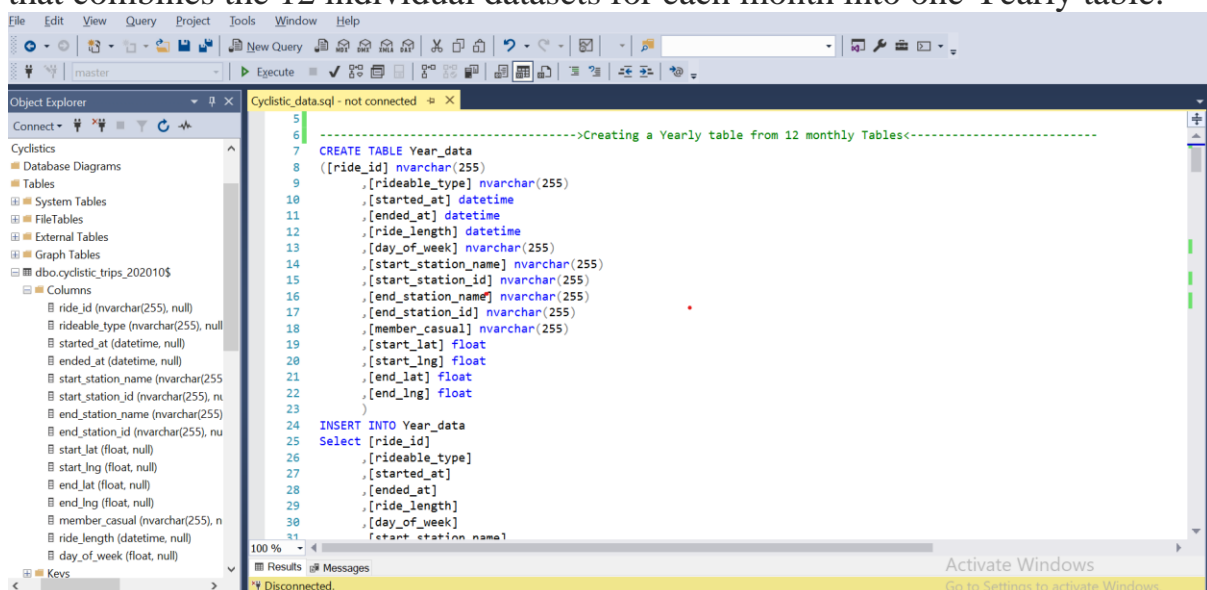 that combines the 12 individual datasets for each month into one Yearly table.
File Edit View Query Project Tools Window Help
New Query
master
Execute
Object Explorer
Cyclistic_data.sql - not connected
Connect
Cyclistics
Database Diagrams
Tables
System Tables
FileTables
External Tables
Graph Tables
dbo.cyclistic_trips_202010$
Columns
ride_id (nvarchar(255), null)
rideable_type (nvarchar(255), null
started_at (datetime, null)
ended_at (datetime, null)
start_station_name (nvarchar(255
start_station_id (nvarchar(255), nu
end_station_name (nvarchar(255)
end_station_id (nvarchar(255), nu
start_lat (float, null)
start_lng (float, null)
end_lat (float, null)
end_lng (float, null)
member_casual (nvarchar(255), n
ride_length (datetime, null)
day_of_week (float, null)
Keys
5
6 ------------------------------------->Creating a Yearly table from 12 monthly Tables<---------------------------
7 CREATE TABLE Year_data
8 ([ride_id] nvarchar(255)
9 ,[rideable_type] nvarchar(255)
10 ,[started_at] datetime
11 ,[ended_at] datetime
12 ,[ride_length] datetime
13 ,[day_of_week] nvarchar(255)
14 ,[start_station_name] nvarchar(255)
15 ,[start_station_id] nvarchar(255)
16 ,[end_station_name] nvarchar(255)
17 ,[end_station_id] nvarchar(255)
18 ,[member_casual] nvarchar(255)
19 ,[start_lat] float
20 ,[start_lng] float
21 ,[end_lat] float
22 ,[end_lng] float
23 )
24 INSERT INTO Year_data
25 Select [ride_id]
26 ,[rideable_type]
27 ,[started_at]
28 ,[ended_at]
29 ,[ride_length]
30 ,[day_of_week]
31 ,[start_station_name]
100 %
Results Messages
Disconnected.
Activate Windows
Go to Settings to activate Windows.